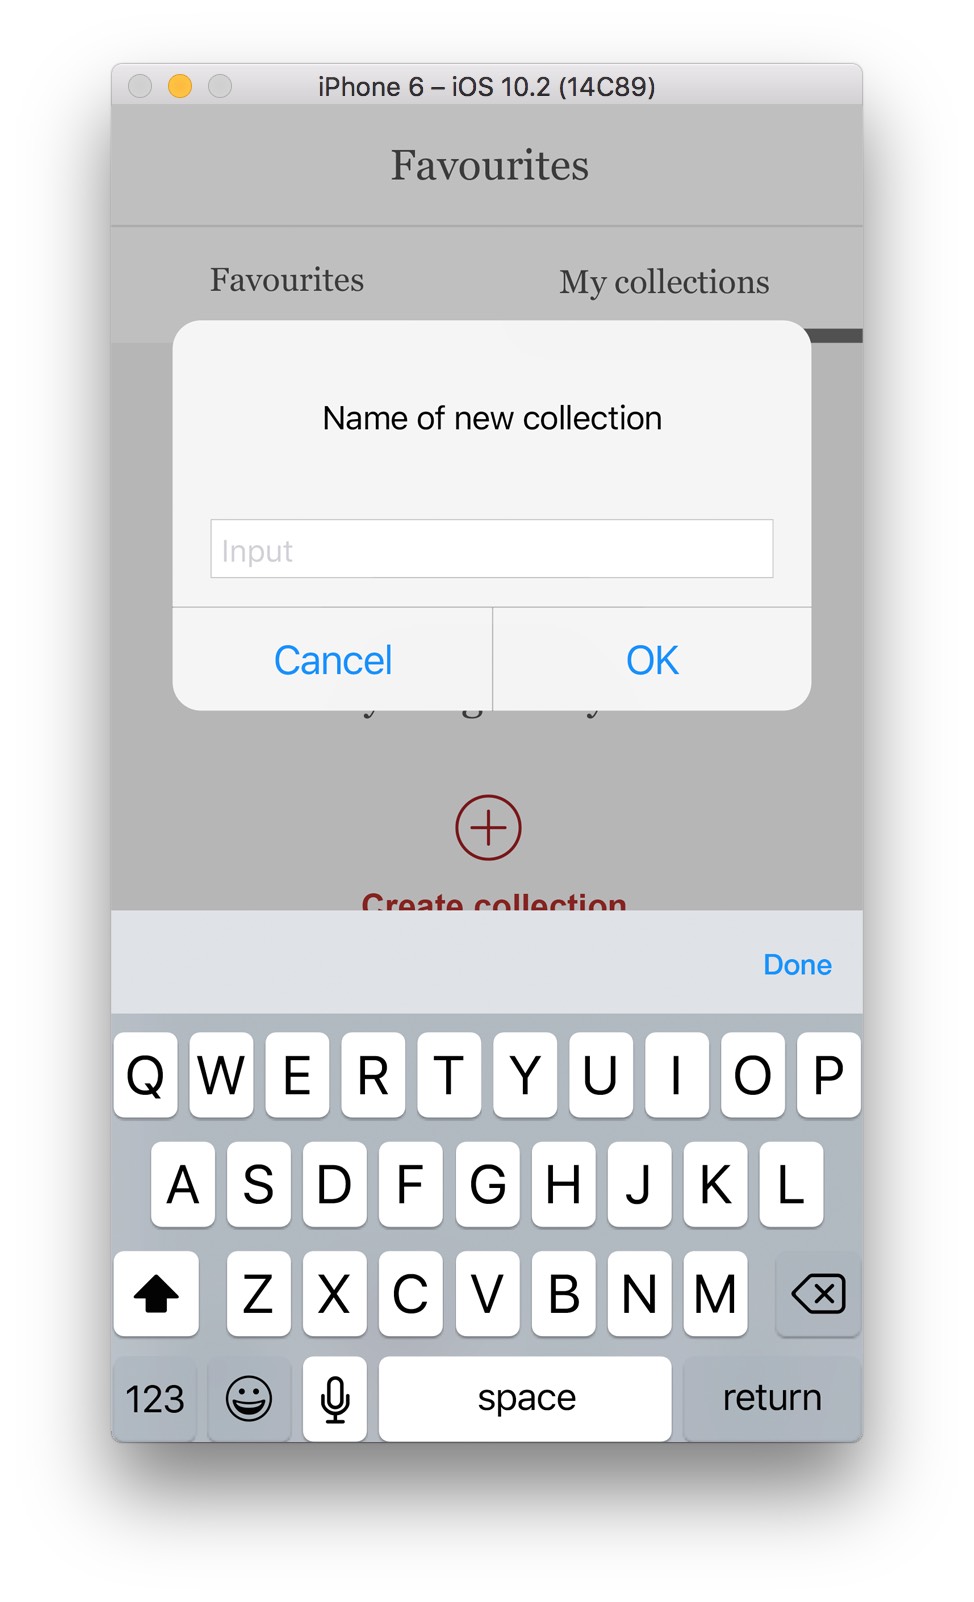 iPhone 6 – iOS 10.2 (14C89)
Favourites
Favourites My collections
Name of new collection
Input
Cancel OK
Create collection
Done
Q W E R T Y U I O P
A S D F G H J K L
Z X C V B N M
123 space return